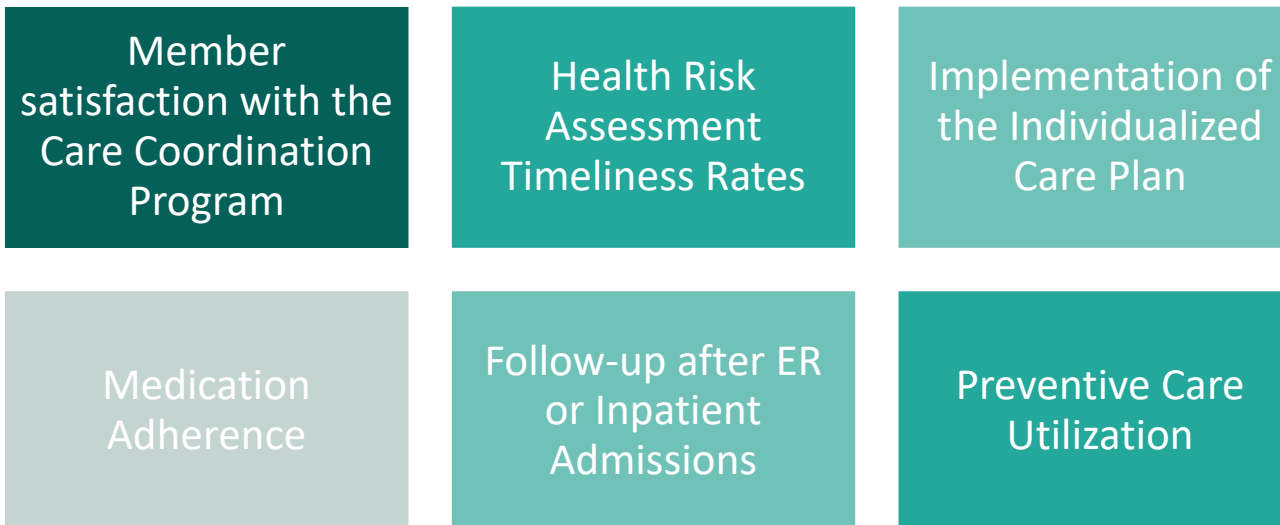 Member
satisfaction with the
Care Coordination
Program
Health Risk
Assessment
Timeliness Rates
Implementation of
the Individualized
Care Plan
Medication
Adherence
Follow-up after ER
or Inpatient
Admissions
Preventive Care
Utilization